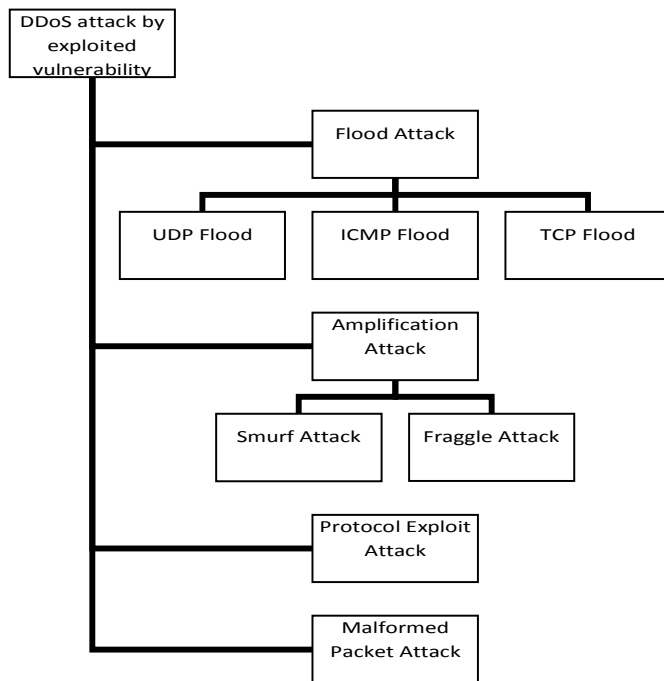 DDoS attack by
exploited
vulnerability
Flood Attack
UDP Flood
ICMP Flood
TCP Flood
Amplification
Attack
Smurf Attack
Fraggle Attack
Protocol Exploit
Attack
Malformed
Packet Attack